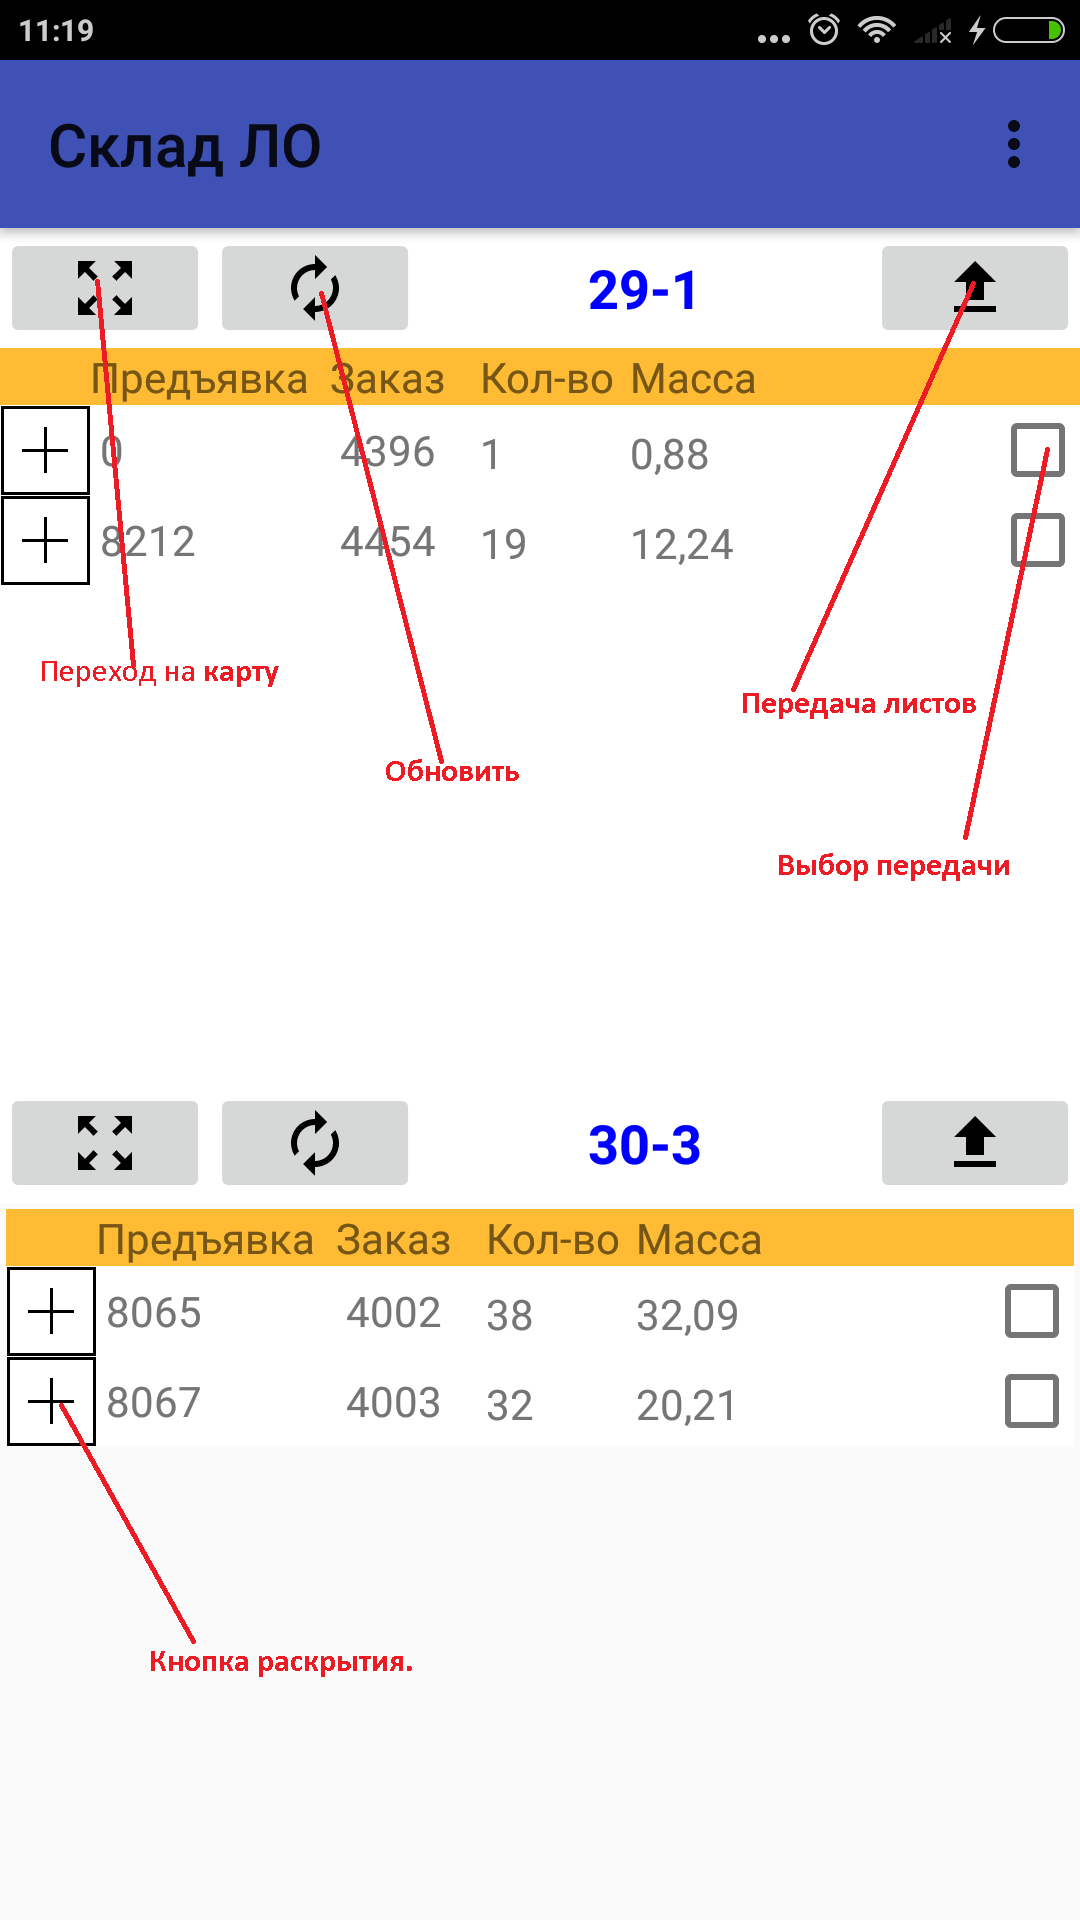 11:19
Склад ЛО
29-1
Предъявка Заказ Кол-во Масса
0 4396 1 0,88
8212 4454 19 12,24
Переход на карту
Передача листов
Обновить
Выбор передачи
30-3
Предъявка Заказ Кол-во Масса
8065 4002 38 32,09
8067 4003 32 20,21
Кнопка раскрытия.